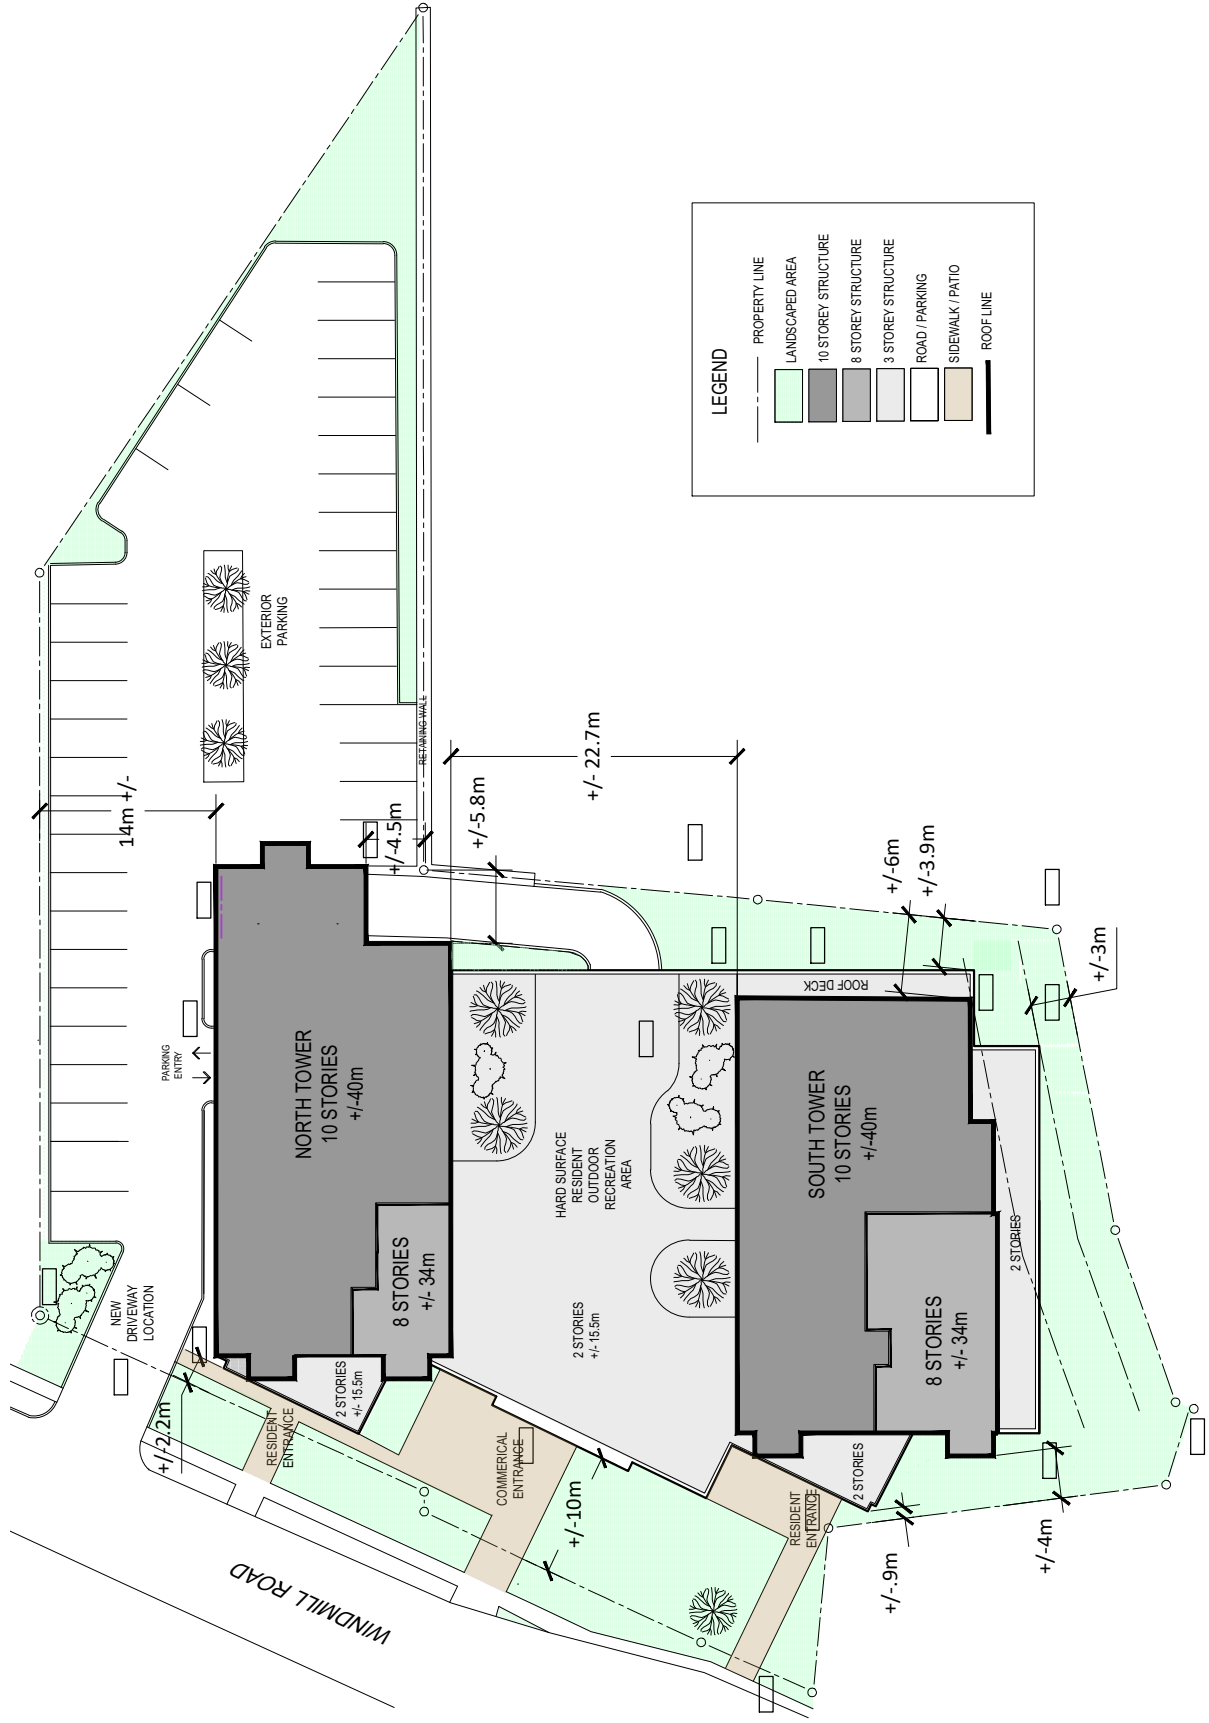 LEGEND
PROPERTY LINE
LANDSCAPED AREA
10 STOREY STRUCTURE
8 STOREY STRUCTURE
3 STOREY STRUCTURE
ROAD / PARKING
SIDEWALK / PATIO
ROOF LINE
EXTERIOR
PARKING
RETAINING WALL
14m +/-
+/-4.5m
+/-5.8m
+/- 22.7m
+/-6m
+/-3.9m
+/-3m
PARKING
ENTRY
NORTH TOWER
10 STORIES
+/-40m
8 STORIES
+/- 34m
2 STORIES
+/- 15.5m
HARD SURFACE
RESIDENT
OUTDOOR
RECREATION
AREA
2 STORIES
+/- 15.5m
ROOF DECK
SOUTH TOWER
10 STORIES
+/-40m
8 STORIES
+/- 34m
2 STORIES
2 STORIES
NEW
DRIVEWAY
LOCATION
+/-2.2m
RESIDENT
ENTRANCE
COMMERICAL
ENTRANCE
+/-10m
RESIDENT
ENTRANCE
+/-.9m
+/-4m
WINDMILL ROAD